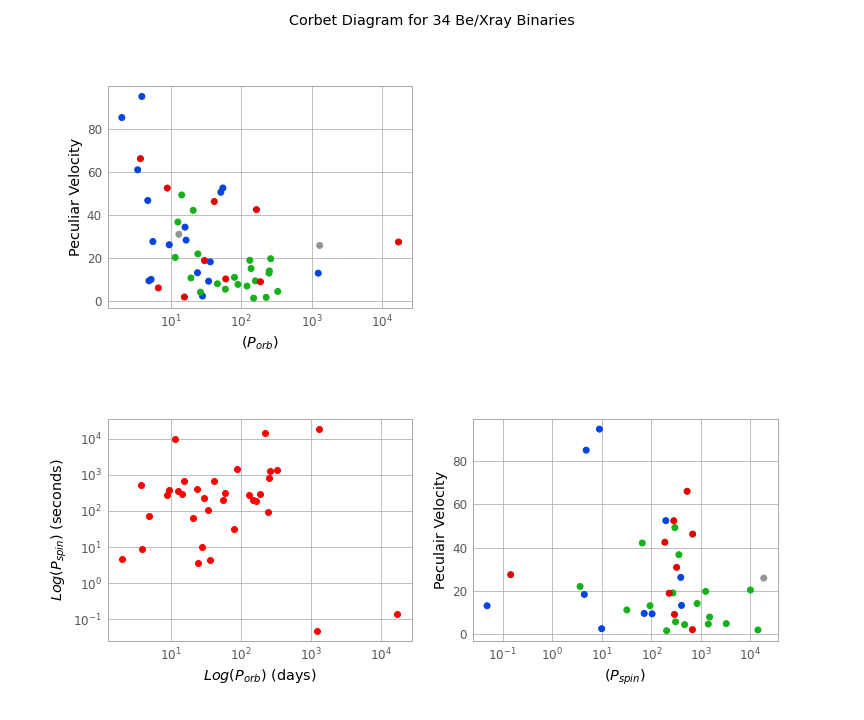 Corbet Diagram for 34 Be/Xray Binaries
Peculiar Velocity
80
60
40
20
0
10¹ 10² 10³ 10⁴
(P_orb)
Log(P_spin) (seconds)
10⁴
10³
10²
10¹
10⁰
10⁻¹
10¹ 10² 10³ 10⁴
Log(P_orb) (days)
Peculair Velocity
80
60
40
20
0
10⁻¹ 10⁰ 10¹ 10² 10³ 10⁴
(P_spin)